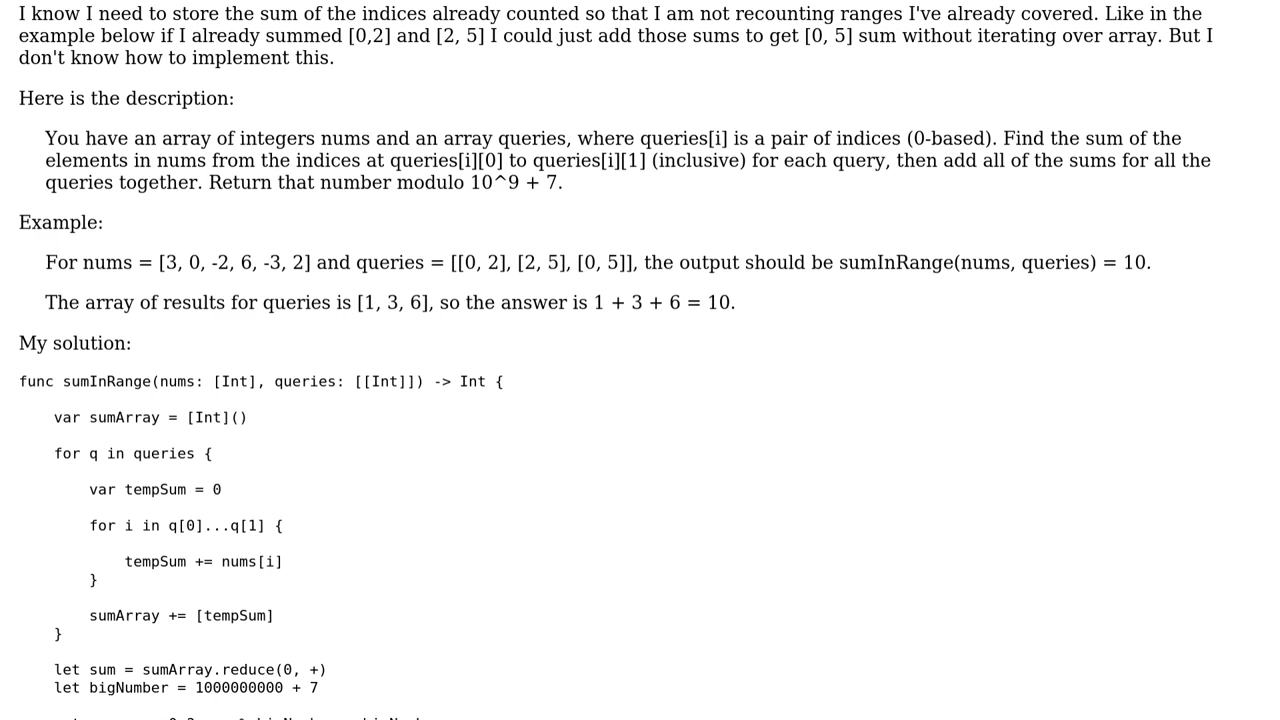 I know I need to store the sum of the indices already counted so that I am not recounting ranges I've already covered. Like in the
example below if I already summed [0,2] and [2, 5] I could just add those sums to get [0, 5] sum without iterating over array. But I
don't know how to implement this.
Here is the description:
You have an array of integers nums and an array queries, where queries[i] is a pair of indices (0-based). Find the sum of the
elements in nums from the indices at queries[i][0] to queries[i][1] (inclusive) for each query, then add all of the sums for all the
queries together. Return that number modulo 10^9 + 7.
Example:
For nums = [3, 0, -2, 6, -3, 2] and queries = [[0, 2], [2, 5], [0, 5]], the output should be sumInRange(nums, queries) = 10.
The array of results for queries is [1, 3, 6], so the answer is 1 + 3 + 6 = 10.
My solution:
func sumInRange(nums: [Int], queries: [[Int]]) -> Int {
var sumArray = [Int]()
for q in queries {
var tempSum = 0
for i in q[0]...q[1] {
tempSum += nums[i]
}
sumArray += [tempSum]
}
let sum = sumArray.reduce(0, +)
let bigNumber = 1000000000 + 7